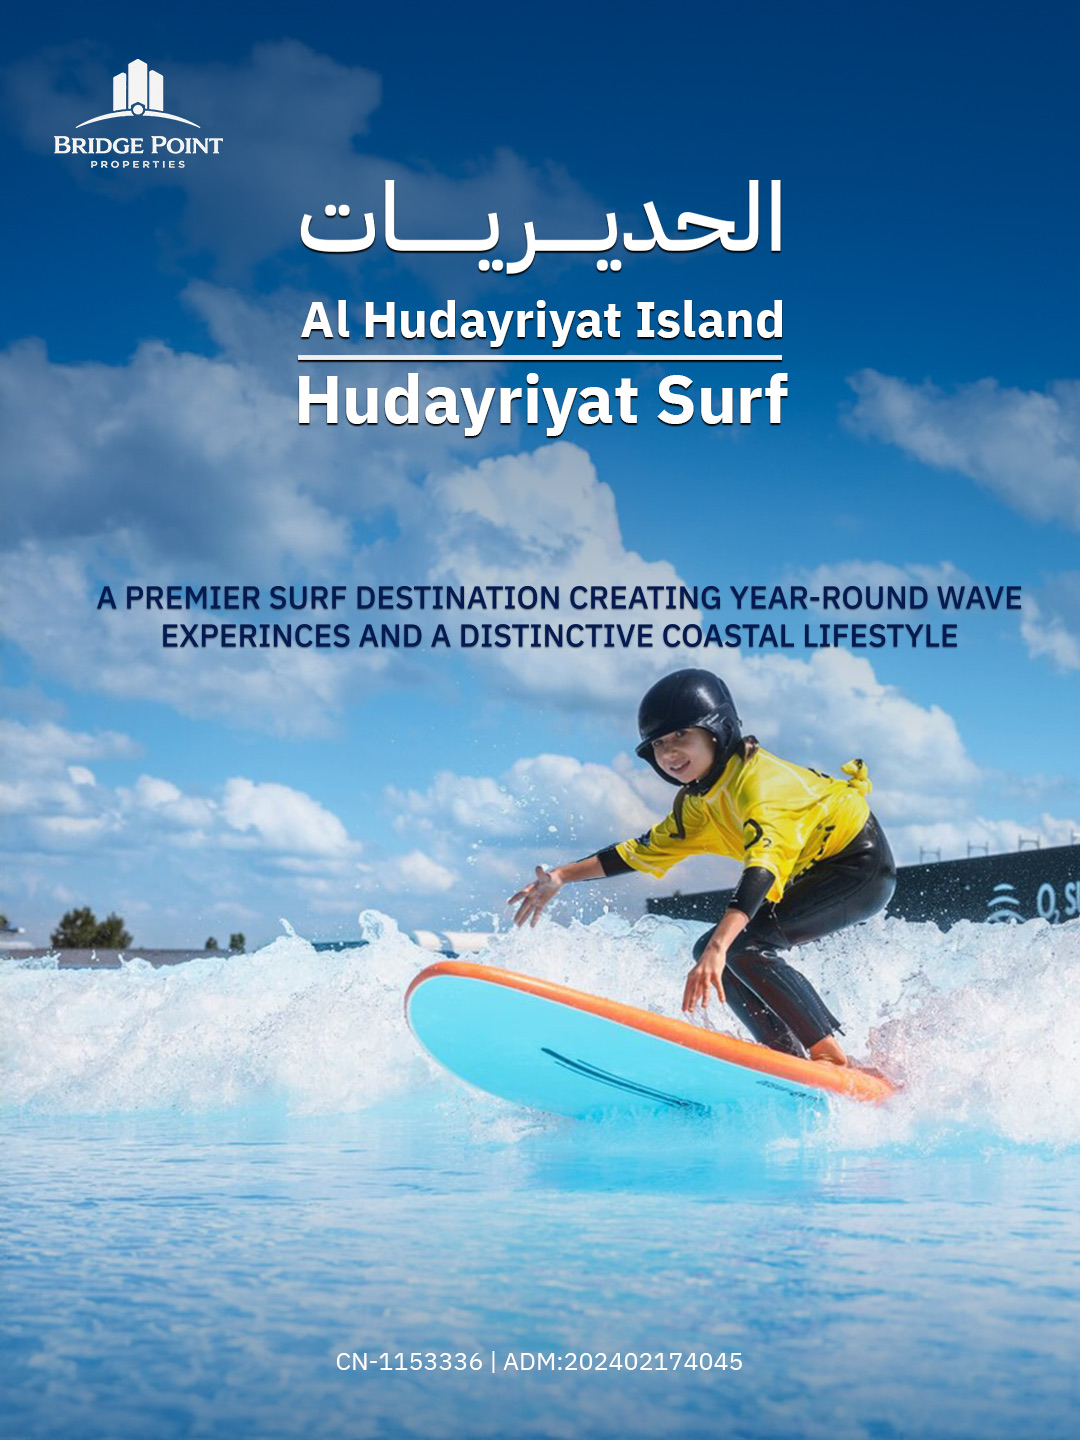 BRIDGE POINT
PROPERTIES
الحديريات
Al Hudayriyat Island
Hudayriyat Surf
A PREMIER SURF DESTINATION CREATING YEAR-ROUND WAVE
EXPERINCES AND A DISTINCTIVE COASTAL LIFESTYLE
CN-1153336 | ADM:202402174045